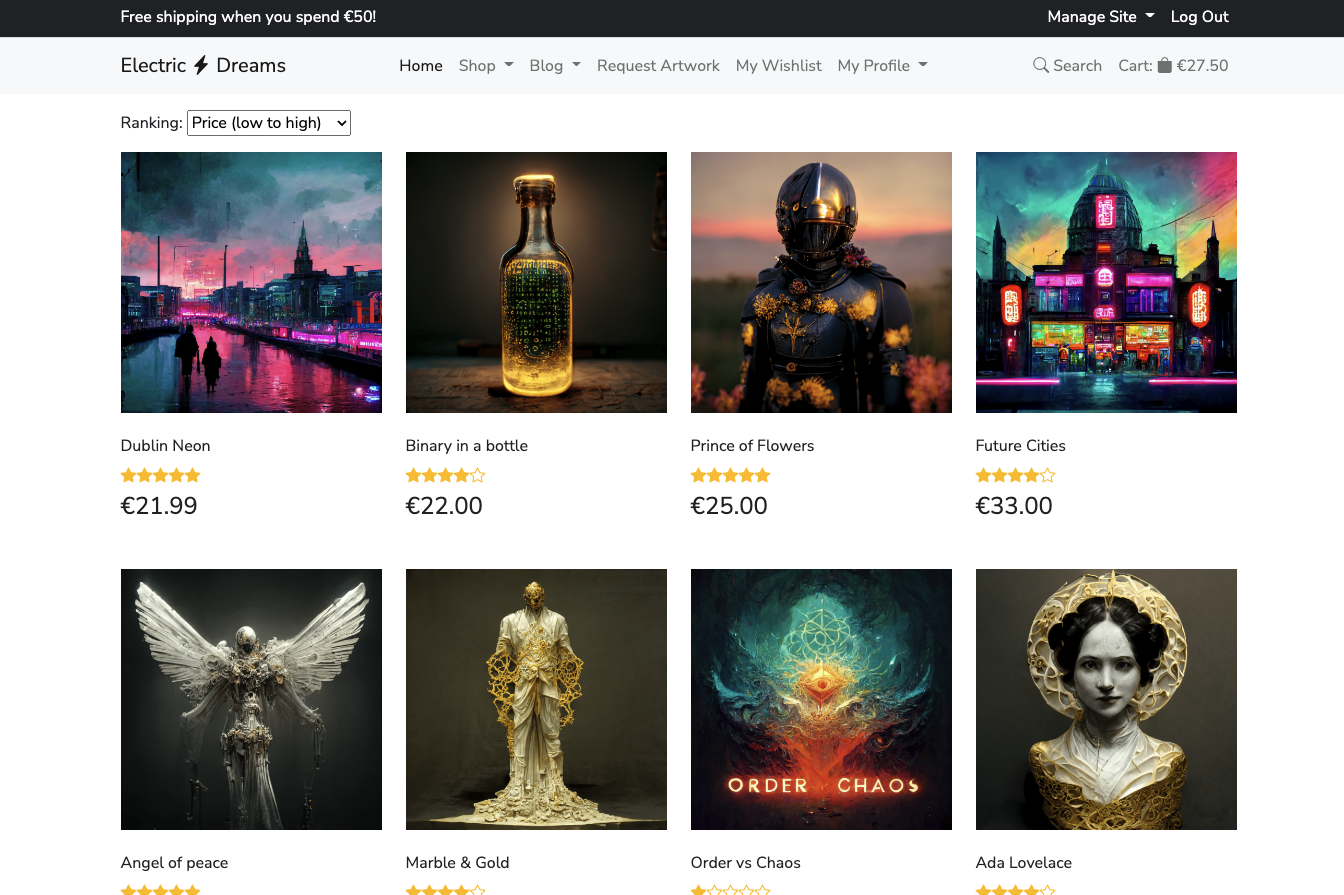 Free shipping when you spend €50!
Manage Site Log Out
Electric Dreams
Home Shop Blog Request Artwork My Wishlist My Profile
Search Cart: €27.50
Ranking: Price (low to high)
Dublin Neon
€21.99
Binary in a bottle
€22.00
Prince of Flowers
€25.00
Future Cities
€33.00
ORDER CHAOS
Angel of peace
Marble & Gold
Order vs Chaos
Ada Lovelace